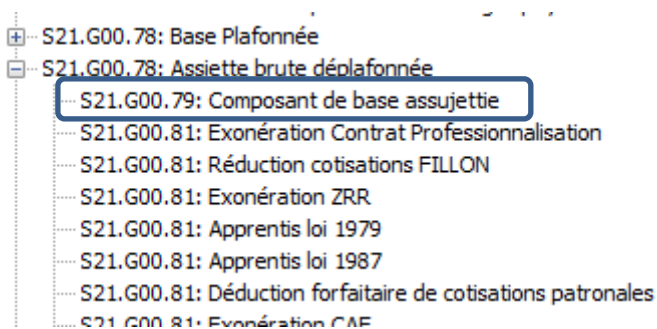 S21.G00.78: Base Plafonnée
S21.G00.78: Assiette brute déplafonnée
S21.G00.79: Composant de base assujettie
S21.G00.81: Exonération Contrat Professionnalisation
S21.G00.81: Réduction cotisations FILLON
S21.G00.81: Exonération ZRR
S21.G00.81: Apprentis loi 1979
S21.G00.81: Apprentis loi 1987
S21.G00.81: Déduction forfaitaire de cotisations patronales
S21.G00.81: Exonération CAE